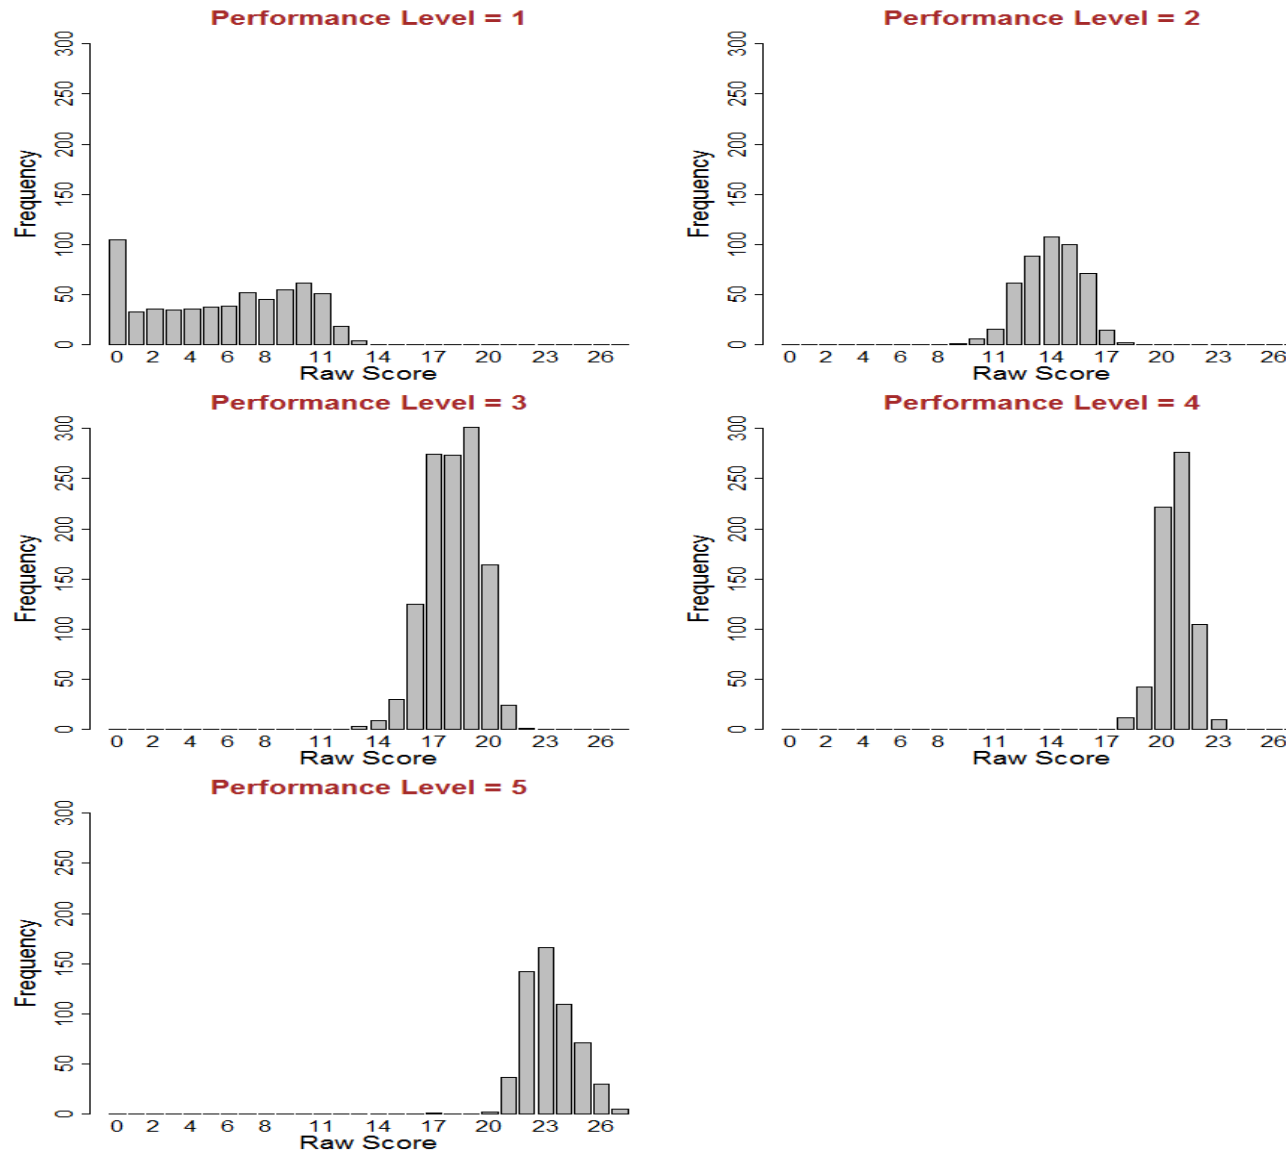 Performance Level = 1
300
250
200
150
100
50
0
Frequency
0 2 4 6 8 11 14 17 20 23 26
Raw Score
Performance Level = 2
300
250
200
150
100
50
0
Frequency
0 2 4 6 8 11 14 17 20 23 26
Raw Score
Performance Level = 3
300
250
200
150
100
50
0
Frequency
0 2 4 6 8 11 14 17 20 23 26
Raw Score
Performance Level = 4
300
250
200
150
100
50
0
Frequency
0 2 4 6 8 11 14 17 20 23 26
Raw Score
Performance Level = 5
300
250
200
150
100
50
0
Frequency
0 2 4 6 8 11 14 17 20 23 26
Raw Score